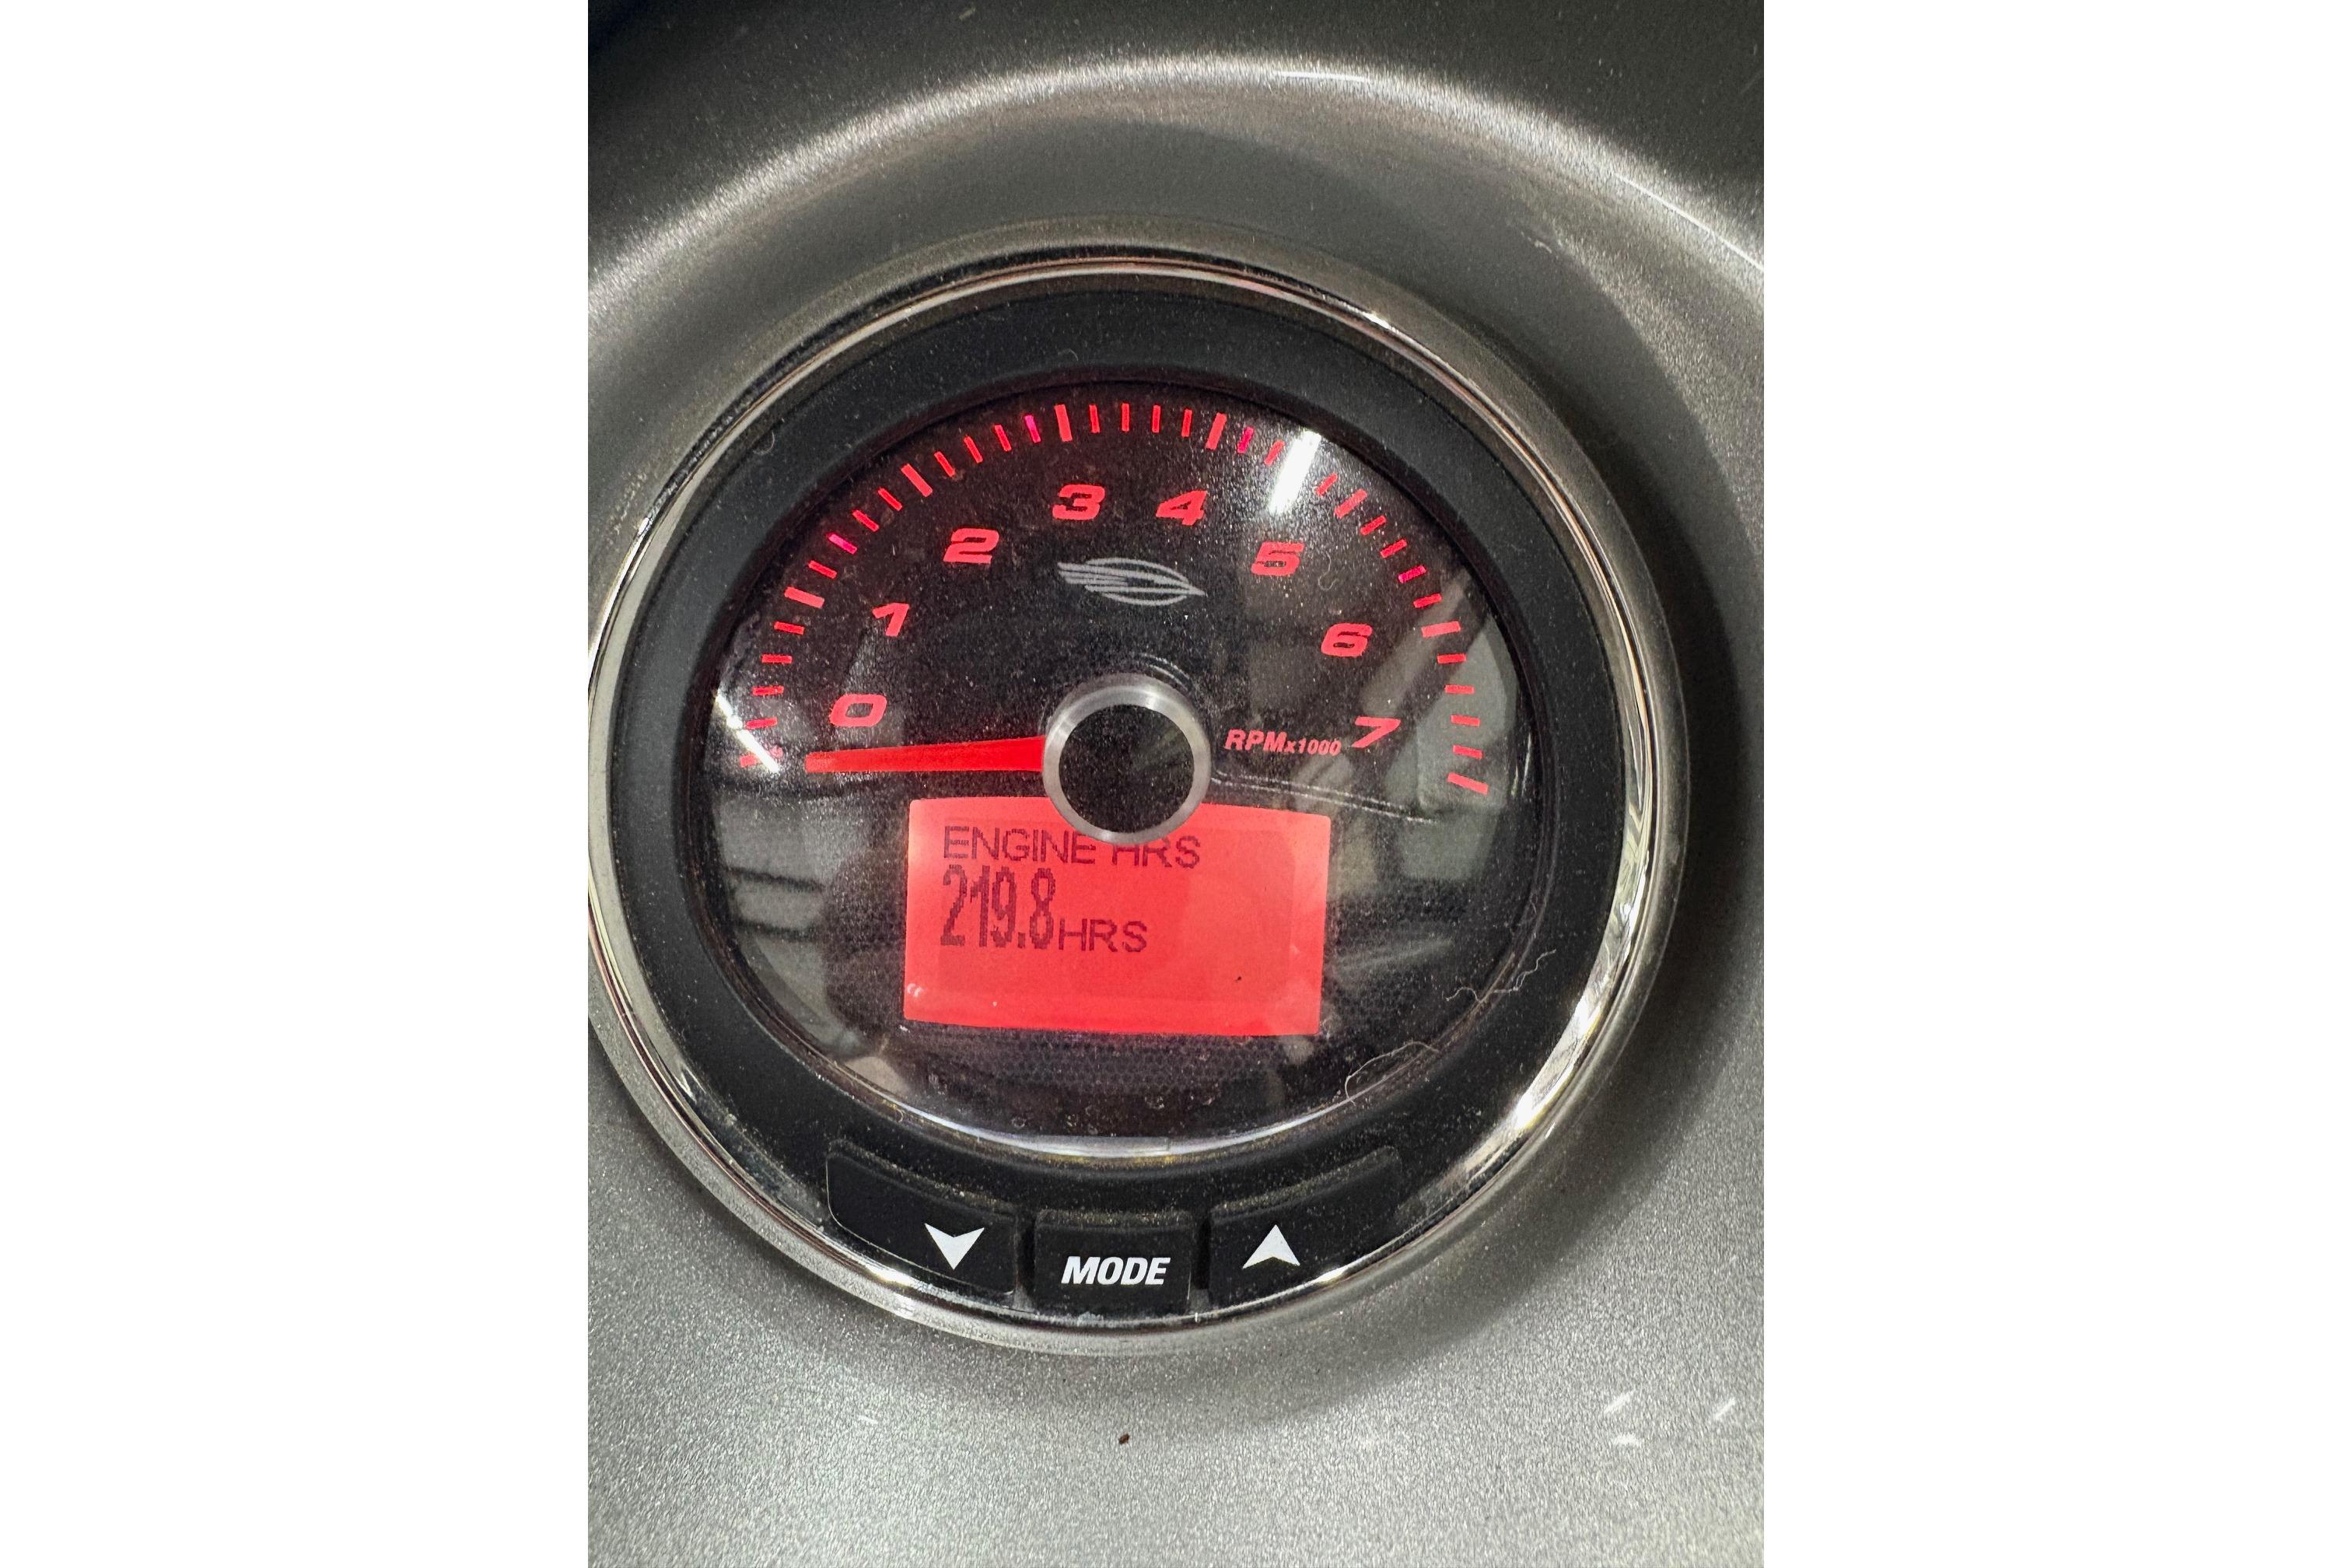 0 1 2 3 4 5 6 7
RPMx1000
ENGINE HRS
219.8HRS
MODE